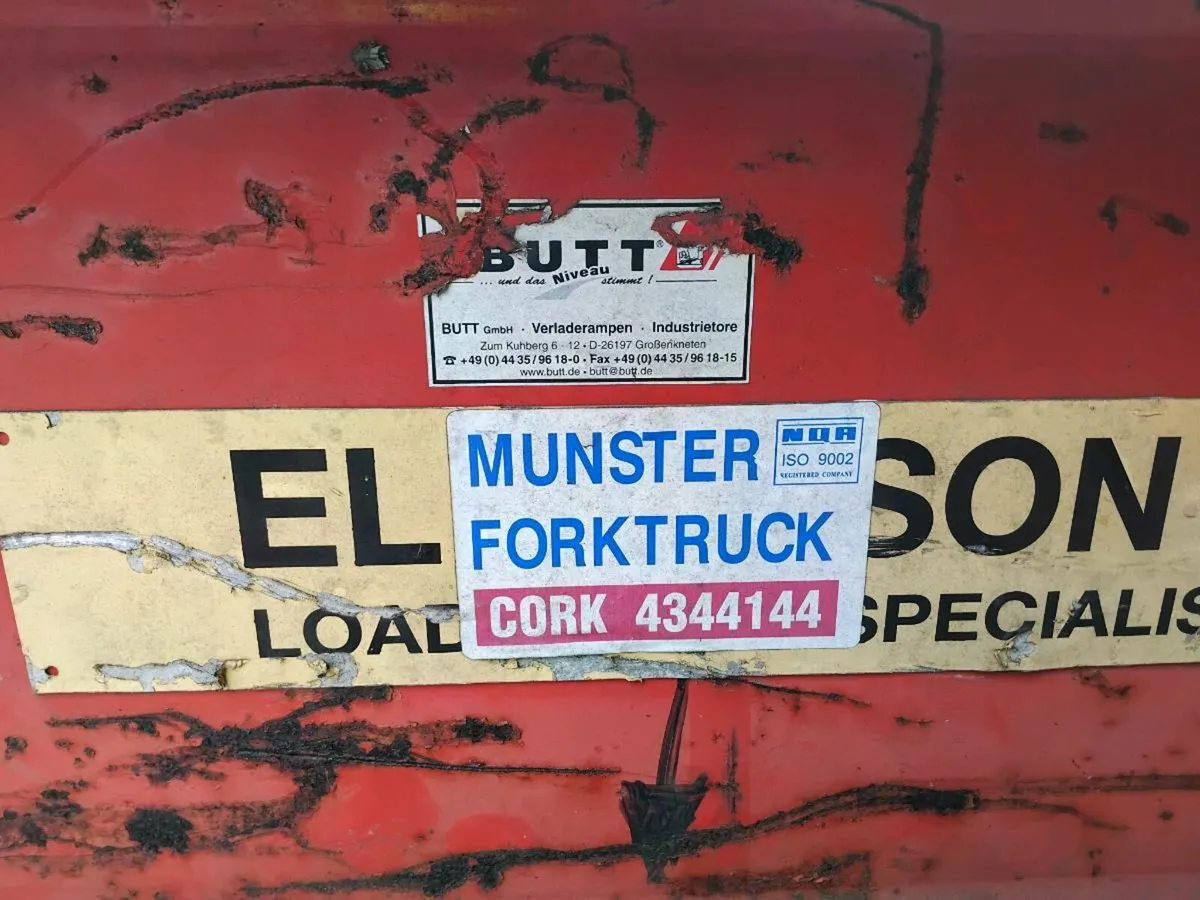 BUTT®
... und das Niveau stimmt !
BUTT GmbH · Verladerampen · Industrietore
Zum Kuhberg 6 - 12 • D-26197 Großenkneten
☎ +49 (0) 44 35 / 96 18-0 · Fax +49 (0) 44 35 / 96 18-15
www.butt.de • butt@butt.de
MUNSTER
NQA
ISO 9002
REGISTERED COMPANY
FORKTRUCK
CORK 4344144
EL SON
LOAD SPECIALIS